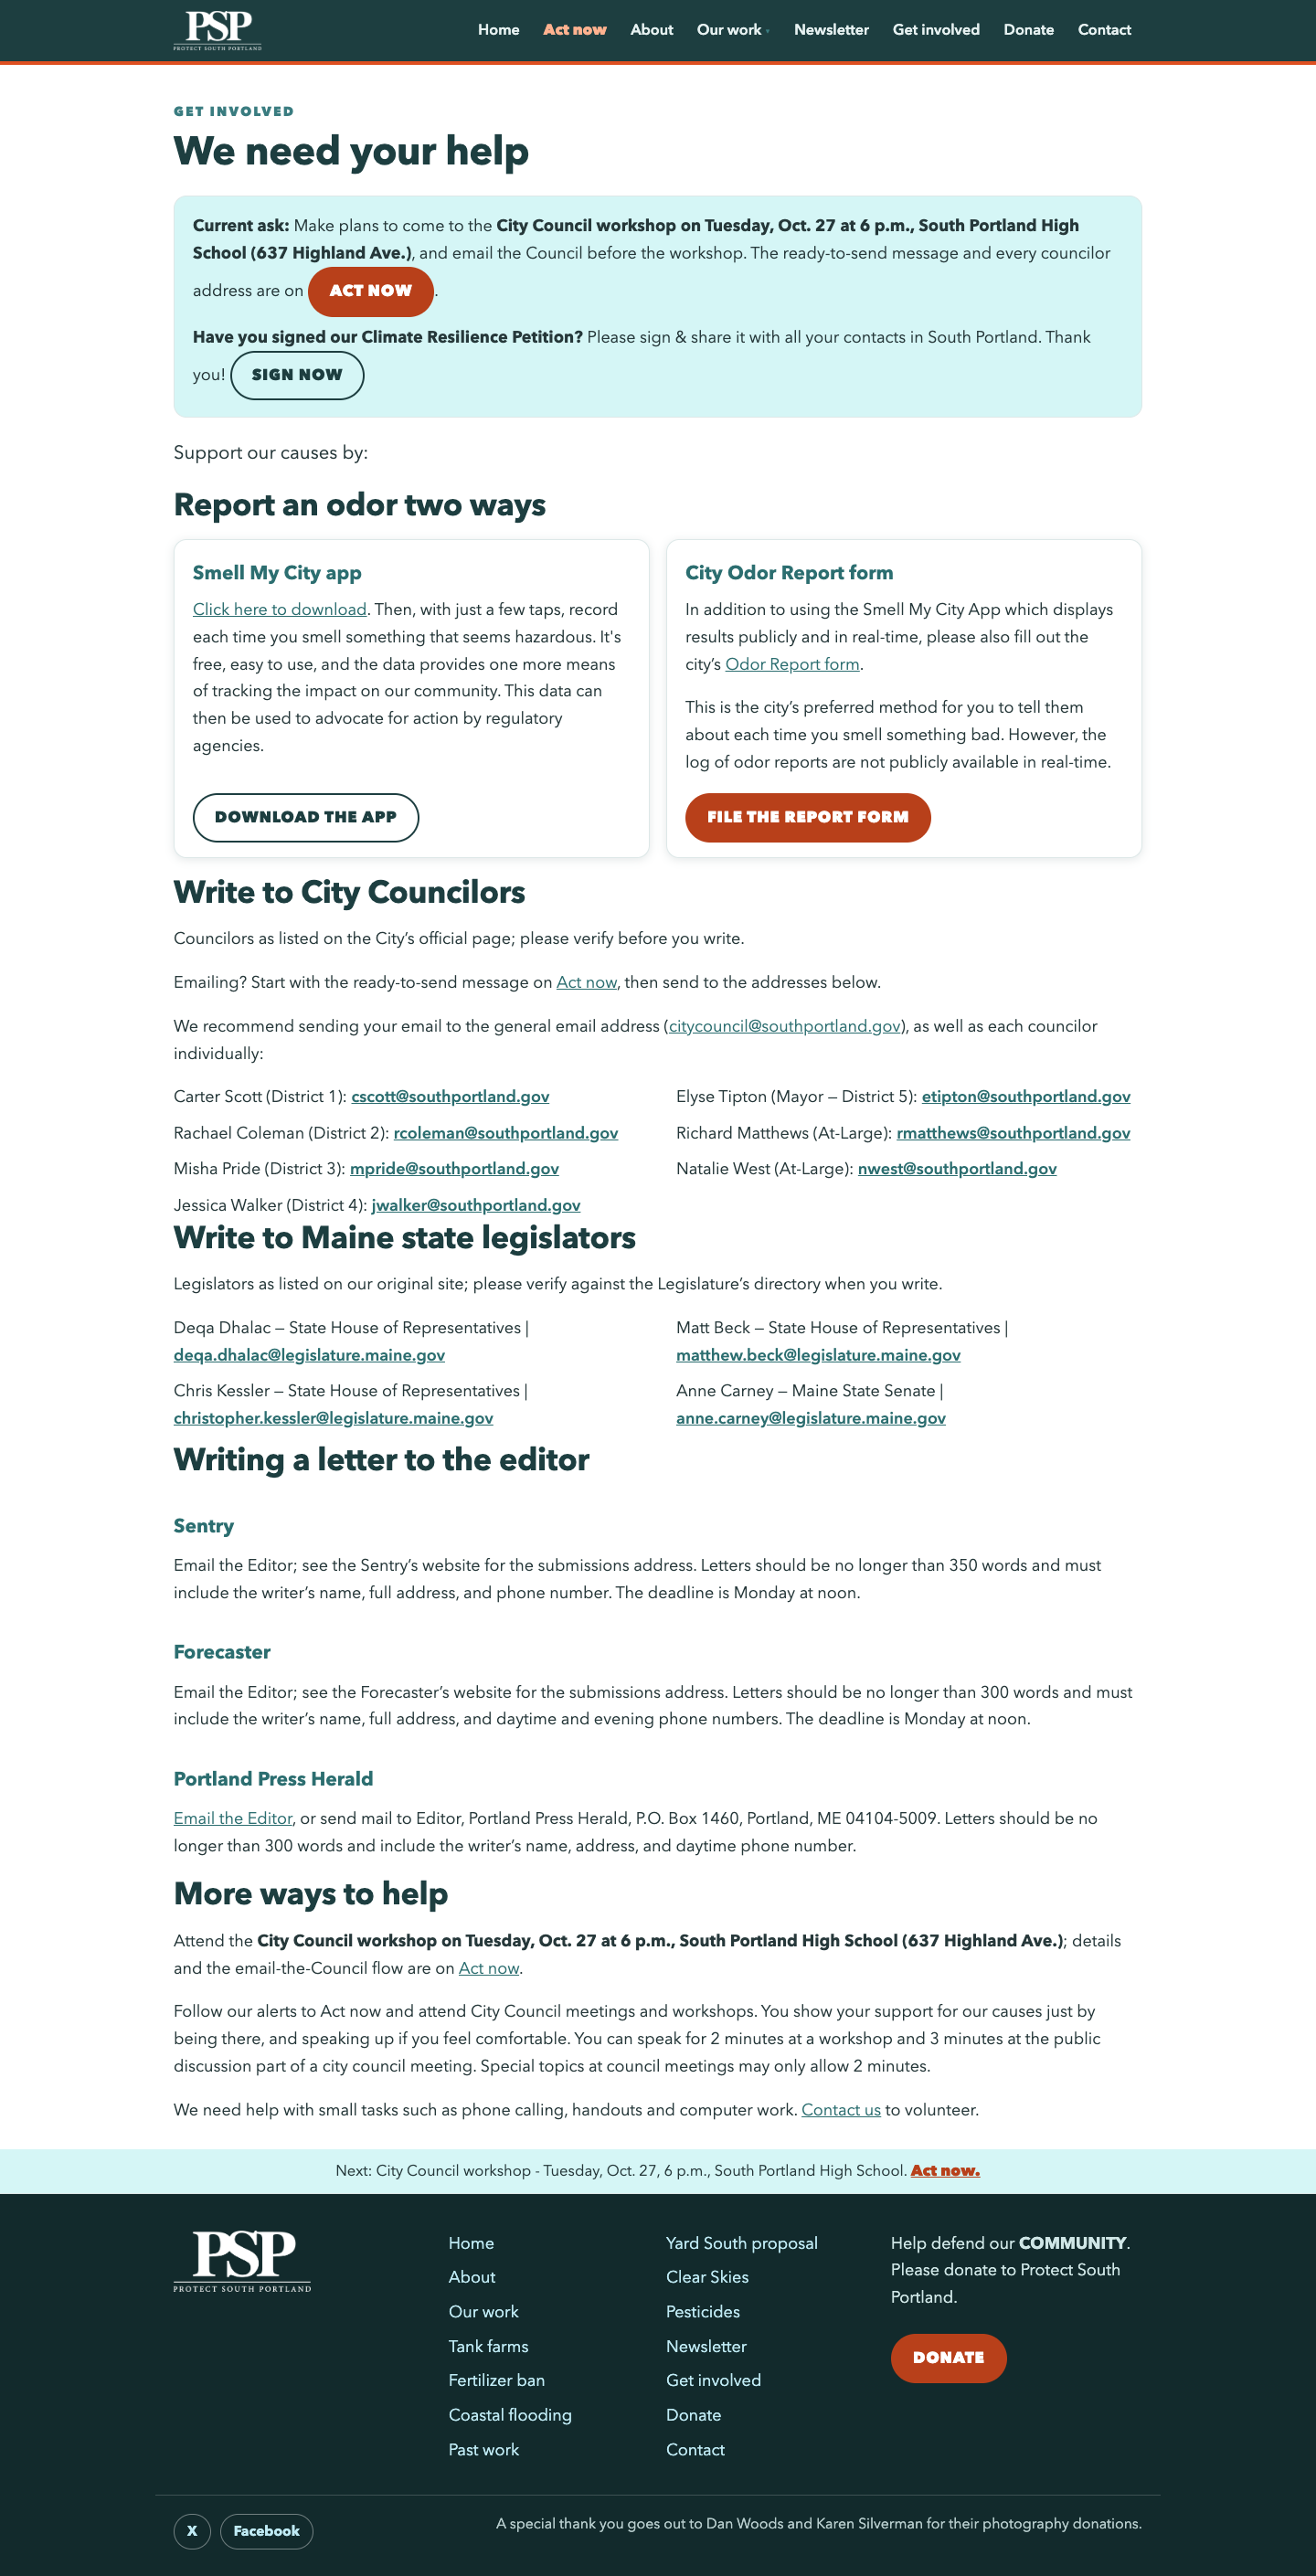 PSP
PROTECT SOUTH PORTLAND
Home Act now About Our work Newsletter Get involved Donate Contact
GET INVOLVED
We need your help
Current ask: Make plans to come to the City Council workshop on Tuesday, Oct. 27 at 6 p.m., South Portland High
School (637 Highland Ave.), and email the Council before the workshop. The ready-to-send message and every councilor
address are on ACT NOW.
Have you signed our Climate Resilience Petition? Please sign & share it with all your contacts in South Portland. Thank
you! SIGN NOW
Support our causes by:
Report an odor two ways
Smell My City app
Click here to download. Then, with just a few taps, record
each time you smell something that seems hazardous. It's
free, easy to use, and the data provides one more means
of tracking the impact on our community. This data can
then be used to advocate for action by regulatory
agencies.
DOWNLOAD THE APP
City Odor Report form
In addition to using the Smell My City App which displays
results publicly and in real-time, please also fill out the
city’s Odor Report form.
This is the city’s preferred method for you to tell them
about each time you smell something bad. However, the
log of odor reports are not publicly available in real-time.
FILE THE REPORT FORM
Write to City Councilors
Councilors as listed on the City’s official page; please verify before you write.
Emailing? Start with the ready-to-send message on Act now, then send to the addresses below.
We recommend sending your email to the general email address (citycouncil@southportland.gov), as well as each councilor
individually:
Carter Scott (District 1): cscott@southportland.gov
Rachael Coleman (District 2): rcoleman@southportland.gov
Misha Pride (District 3): mpride@southportland.gov
Jessica Walker (District 4): jwalker@southportland.gov
Elyse Tipton (Mayor – District 5): etipton@southportland.gov
Richard Matthews (At-Large): rmatthews@southportland.gov
Natalie West (At-Large): nwest@southportland.gov
Write to Maine state legislators
Legislators as listed on our original site; please verify against the Legislature’s directory when you write.
Deqa Dhalac – State House of Representatives |
deqa.dhalac@legislature.maine.gov
Chris Kessler – State House of Representatives |
christopher.kessler@legislature.maine.gov
Matt Beck – State House of Representatives |
matthew.beck@legislature.maine.gov
Anne Carney – Maine State Senate |
anne.carney@legislature.maine.gov
Writing a letter to the editor
Sentry
Email the Editor; see the Sentry’s website for the submissions address. Letters should be no longer than 350 words and must
include the writer’s name, full address, and phone number. The deadline is Monday at noon.
Forecaster
Email the Editor; see the Forecaster’s website for the submissions address. Letters should be no longer than 300 words and must
include the writer’s name, full address, and daytime and evening phone numbers. The deadline is Monday at noon.
Portland Press Herald
Email the Editor, or send mail to Editor, Portland Press Herald, P.O. Box 1460, Portland, ME 04104-5009. Letters should be no
longer than 300 words and include the writer’s name, address, and daytime phone number.
More ways to help
Attend the City Council workshop on Tuesday, Oct. 27 at 6 p.m., South Portland High School (637 Highland Ave.); details
and the email-the-Council flow are on Act now.
Follow our alerts to Act now and attend City Council meetings and workshops. You show your support for our causes just by
being there, and speaking up if you feel comfortable. You can speak for 2 minutes at a workshop and 3 minutes at the public
discussion part of a city council meeting. Special topics at council meetings may only allow 2 minutes.
We need help with small tasks such as phone calling, handouts and computer work. Contact us to volunteer.
Next: City Council workshop - Tuesday, Oct. 27, 6 p.m., South Portland High School. Act now.
PSP
PROTECT SOUTH PORTLAND
Home
About
Our work
Tank farms
Fertilizer ban
Coastal flooding
Past work
Yard South proposal
Clear Skies
Pesticides
Newsletter
Get involved
Donate
Contact
Help defend our COMMUNITY.
Please donate to Protect South
Portland.
DONATE
X
Facebook
A special thank you goes out to Dan Woods and Karen Silverman for their photography donations.